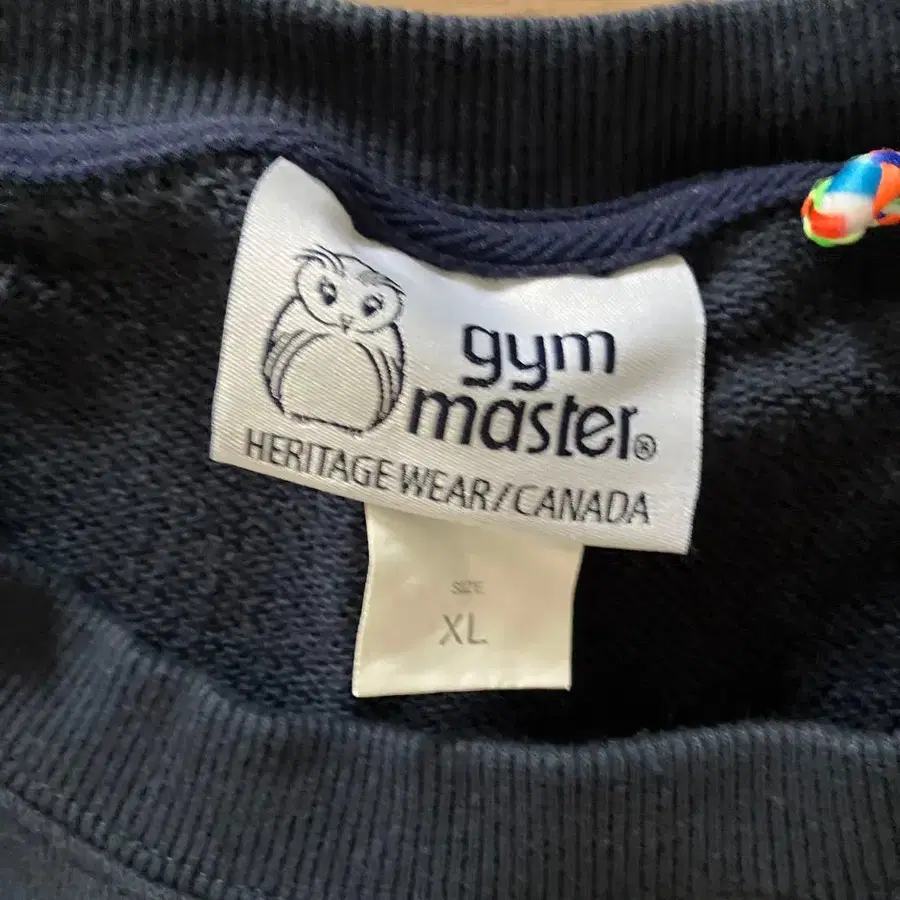 gym
master®
HERITAGE WEAR/CANADA
SIZE
XL